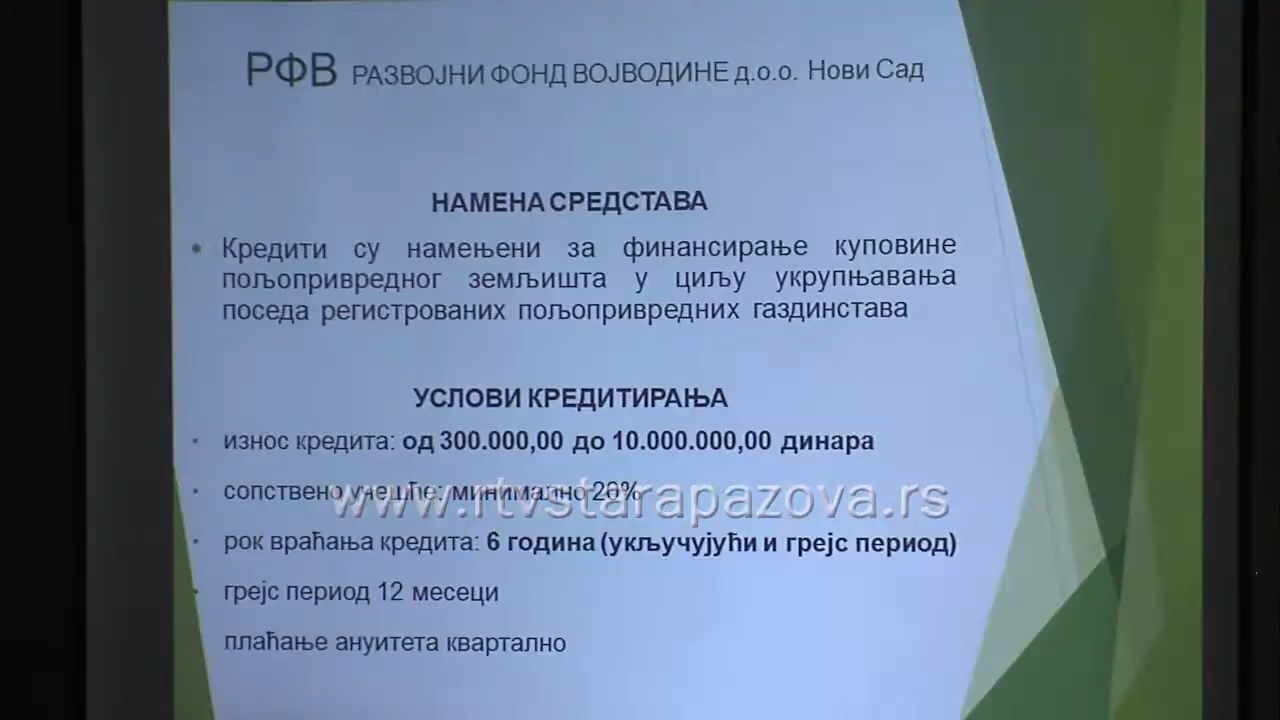 РФВ РАЗВОЈНИ ФОНД ВОЈВОДИНЕ д.о.о. Нови Сад
НАМЕНА СРЕДСТАВА
• Кредити су намењени за финансирање куповине
пољопривредног земљишта у циљу укрупњавања
поседа регистрованих пољопривредних газдинстава
УСЛОВИ КРЕДИТИРАЊА
· износ кредита: од 300.000,00 до 10.000.000,00 динара
· сопствено учешће: минимално 20%
www.rtvstarapazova.rs
· рок враћања кредита: 6 година (укључујући и грејс период)
· грејс период 12 месеци
плаћање ануитета квартално